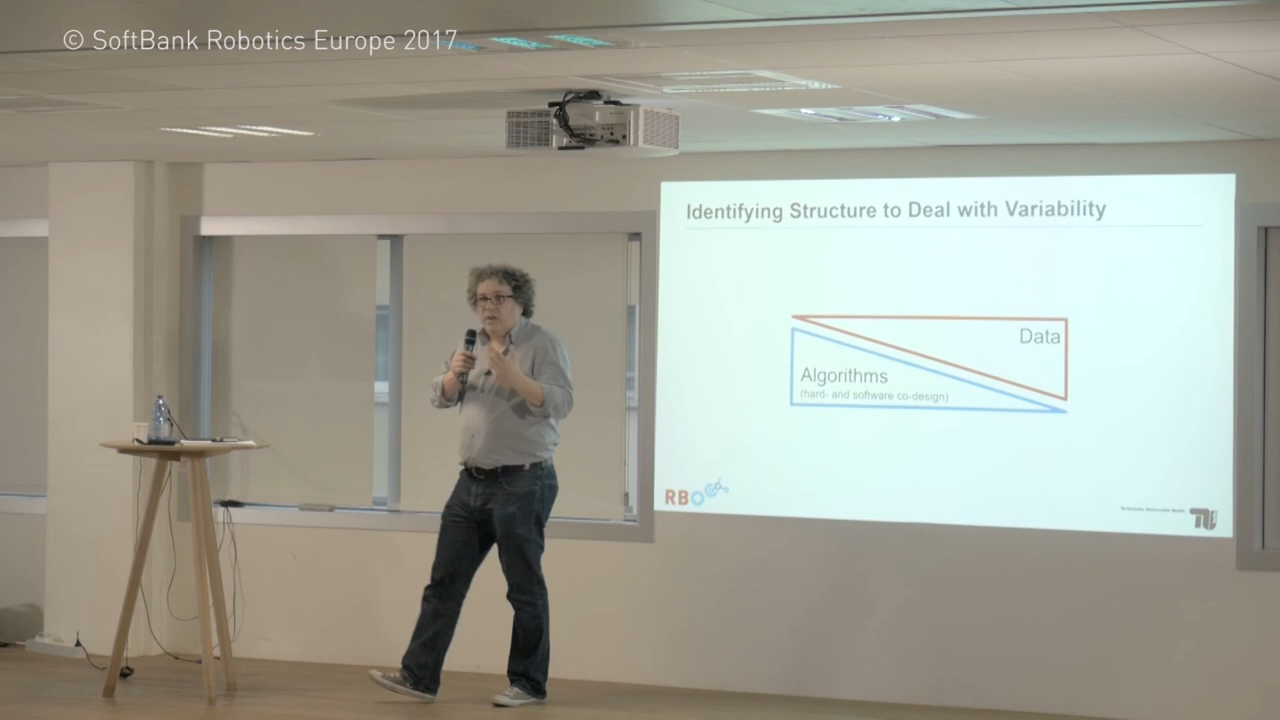 © SoftBank Robotics Europe 2017
Identifying Structure to Deal with Variability
Data
Algorithms
(hard- and software co-design)
RBO